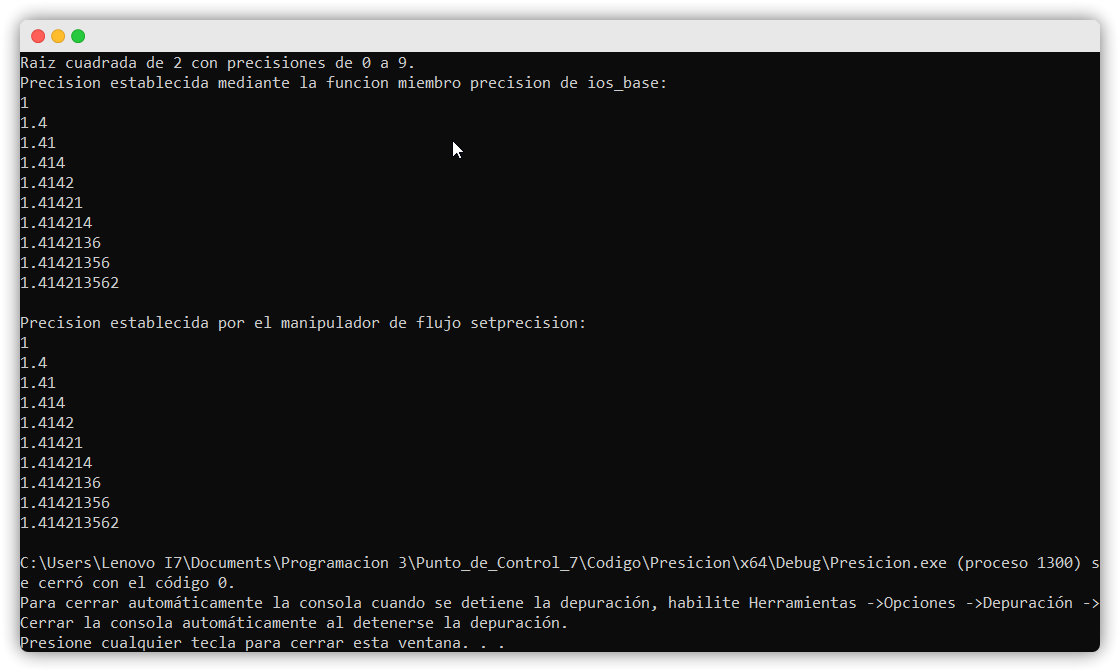 Raiz cuadrada de 2 con precisiones de 0 a 9.
Precision establecida mediante la funcion miembro precision de ios_base:
1
1.4
1.41
1.414
1.4142
1.41421
1.414214
1.4142136
1.41421356
1.414213562
Precision establecida por el manipulador de flujo setprecision:
1
1.4
1.41
1.414
1.4142
1.41421
1.414214
1.4142136
1.41421356
1.414213562
C:\Users\Lenovo I7\Documents\Programacion 3\Punto_de_Control_7\Codigo\Presicion\x64\Debug\Presicion.exe (proceso 1300) s
e cerró con el código 0.
Para cerrar automáticamente la consola cuando se detiene la depuración, habilite Herramientas ->Opciones ->Depuración ->
Cerrar la consola automáticamente al detenerse la depuración.
Presione cualquier tecla para cerrar esta ventana. . .